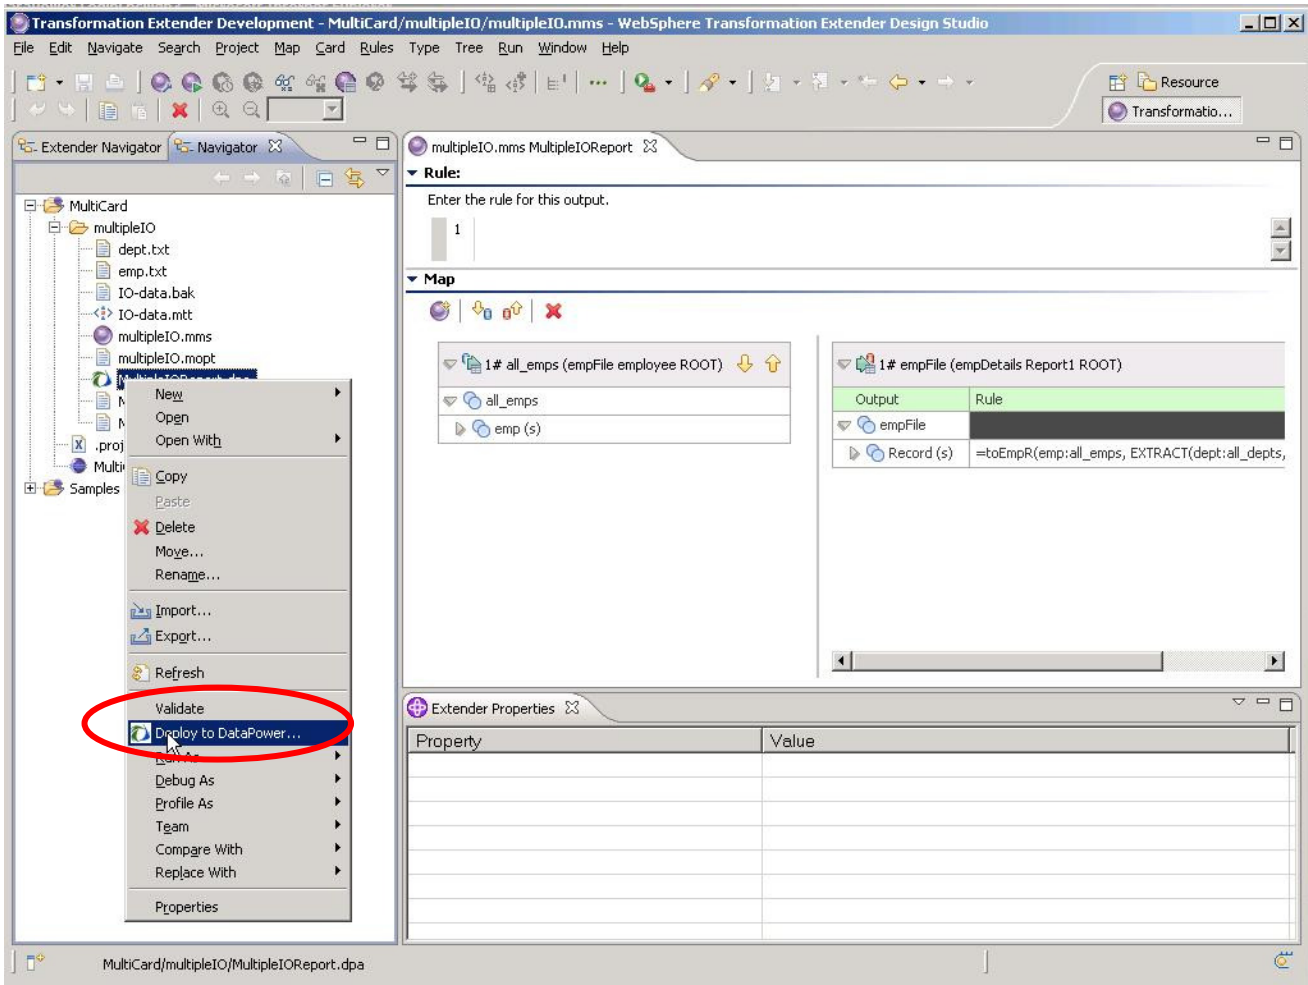 Transformation Extender Development - MultiCard/multipleIO/multipleIO.mms - WebSphere Transformation Extender Design Studio
File Edit Navigate Search Project Map Card Rules Type Tree Run Window Help
Resource
Transformatio...
Extender Navigator Navigator
MultiCard
multipleIO
dept.txt
emp.txt
IO-data.bak
IO-data.mtt
multipleIO.mms
multipleIO.mopt
MultipleIOReport.dpa
M
M
.proj
Multi
Samples
New
Open
Open With
Copy
Paste
Delete
Move...
Rename...
Import...
Export...
Refresh
Validate
Deploy to DataPower...
Run As
Debug As
Profile As
Team
Compare With
Replace With
Properties
multipleIO.mms MultipleIOReport
Rule:
Enter the rule for this output.
1
Map
1# all_emps (empFile employee ROOT)
all_emps
emp (s)
1# empFile (empDetails Report1 ROOT)
Output Rule
empFile
Record (s) =toEmpR(emp:all_emps, EXTRACT(dept:all_depts,
Extender Properties
Property Value
MultiCard/multipleIO/MultipleIOReport.dpa